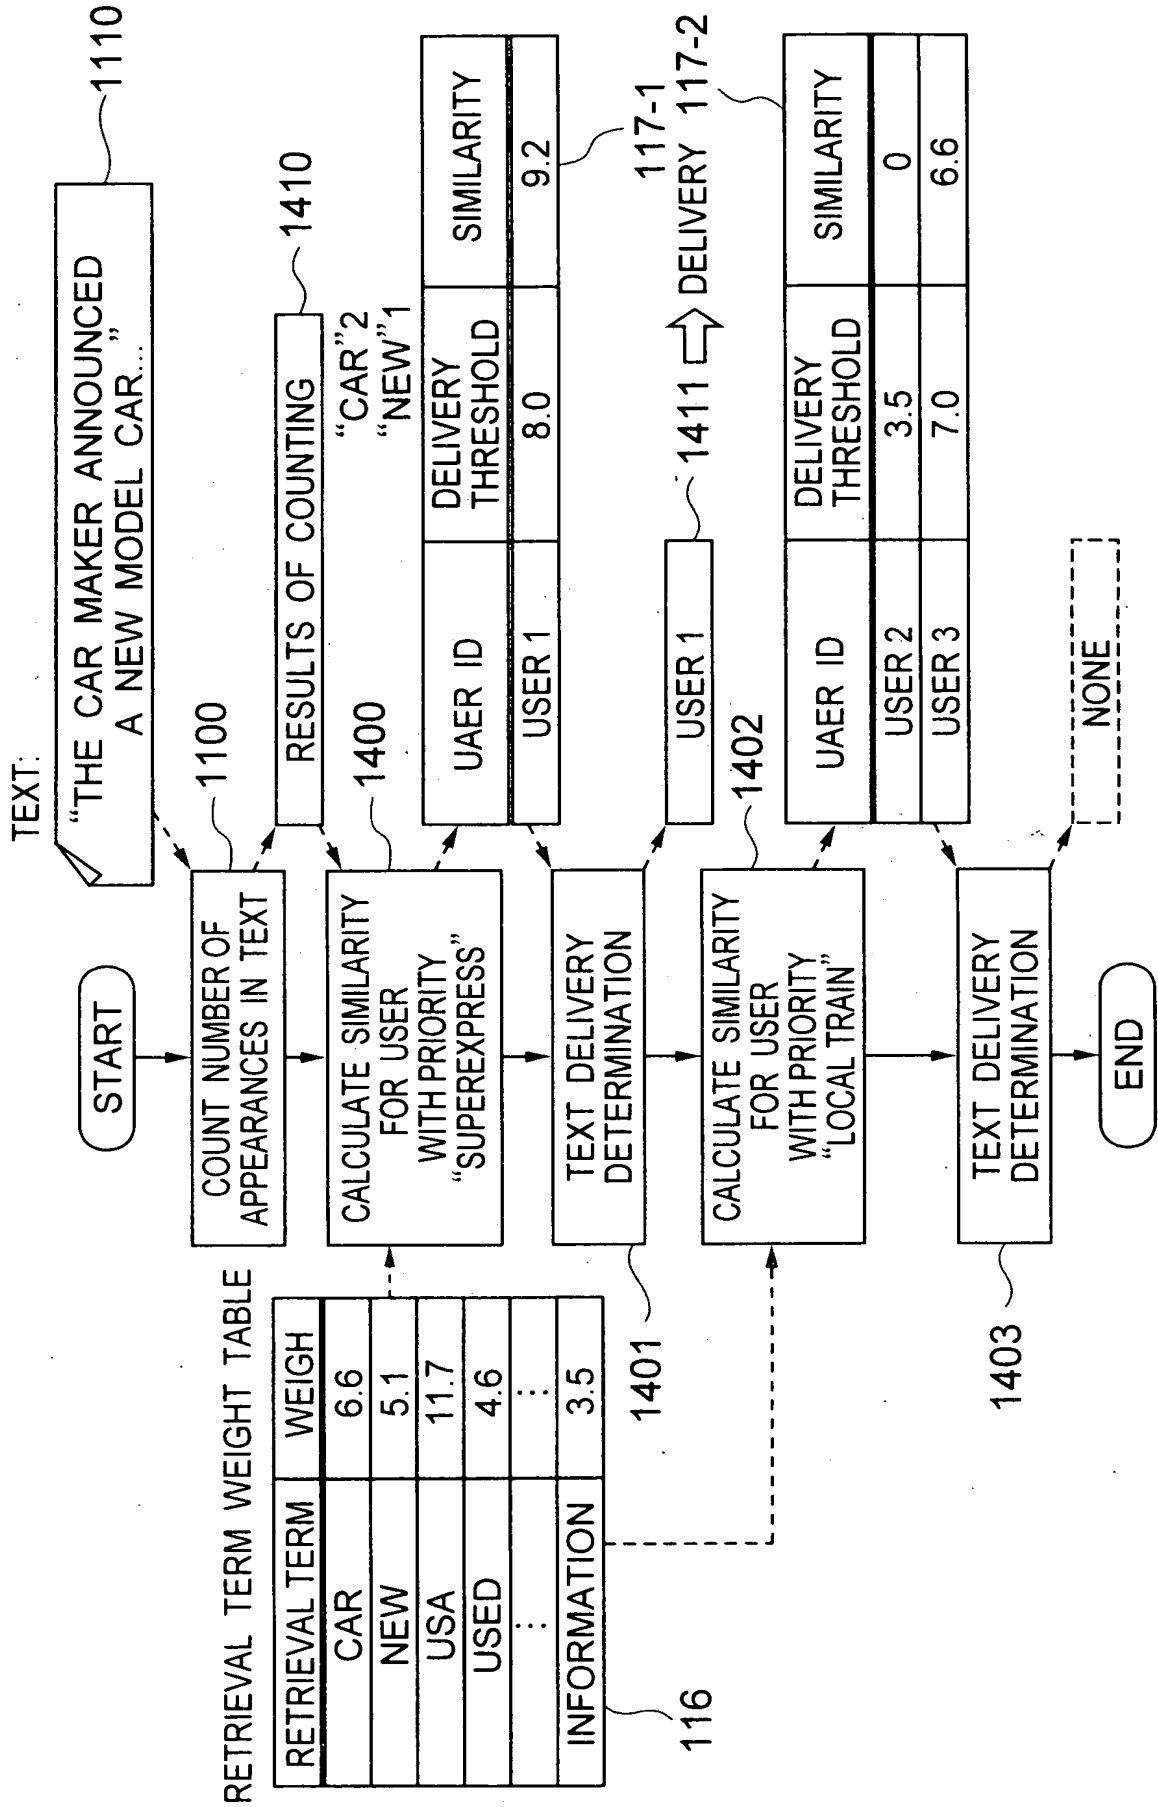 TEXT:
“THE CAR MAKER ANNOUNCED
A NEW MODEL CAR...”
1110
START
COUNT NUMBER OF
APPEARANCES IN TEXT
1100
RESULTS OF COUNTING
1410
“CAR”2
“NEW”1
RETRIEVAL TERM WEIGHT TABLE
RETRIEVAL TERM WEIGH
CAR 6.6
NEW 5.1
USA 11.7
USED 4.6
... ...
INFORMATION 3.5
116
CALCULATE SIMILARITY
FOR USER
WITH PRIORITY
“SUPEREXPRESS”
1400
UAER ID DELIVERY THRESHOLD SIMILARITY
USER 1 8.0 9.2
117-1
TEXT DELIVERY
DETERMINATION
1401
USER 1
1411
DELIVERY
CALCULATE SIMILARITY
FOR USER
WITH PRIORITY
“LOCAL TRAIN”
1402
117-2
UAER ID DELIVERY THRESHOLD SIMILARITY
USER 2 3.5 0
USER 3 7.0 6.6
TEXT DELIVERY
DETERMINATION
1403
NONE
END